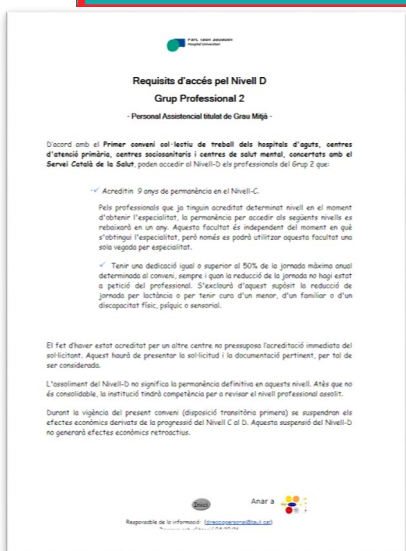 PARC TAULÍ SABADELL
Hospital Universitari
Requisits d'accés pel Nivell D
Grup Professional 2
- Personal Assistencial titulat de Grau Mitjà -
D'acord amb el Primer conveni col·lectiu de treball dels hospitals d'aguts, centres
d'atenció primària, centres sociosanitaris i centres de salut mental, concertats amb el
Servei Català de la Salut, poden accedir al Nivell-D els professionals del Grup 2 que:
✓ Acreditin 9 anys de permanència en el Nivell-C.
Pels professionals que ja tinguin acreditat determinat nivell en el moment
d'obtenir l'especialitat, la permanència per accedir als següents nivells es
rebaixarà en un any. Aquesta facultat és independent del moment en què
s'obtingui l'especialitat, però només es podrà utilitzar aquesta facultat una
sola vegada per especialitat.
✓ Tenir una dedicació igual o superior al 50% de la jornada màxima anual
determinada al conveni, sempre i quan la reducció de la jornada no hagi estat
a petició del professional. S'exclourà d'aquest supòsit la reducció de
jornada per lactància o per tenir cura d'un menor, d'un familiar o d'un
discapacitat físic, psíquic o sensorial.
El fet d'haver estat acreditat per un altre centre no pressuposa l'acreditació immediata del
sol·licitant. Aquest haurà de presentar la sol·licitud i la documentació pertinent, per tal de
ser considerada.
L'assoliment del Nivell-D no significa la permanència definitiva en aquests nivell. Atès que no
és consolidable, la institució tindrà competència per a revisar el nivell professional assolit.
Durant la vigència del present conveni (disposició transitòria primera) se suspendran els
efectes econòmics derivats de la progressió del Nivell C al D. Aquesta suspensió del Nivell-D
no generarà efectes econòmics retroactius.
Inici
Anar a
Responsable de la informació: (direcciopersones@tauli.cat)